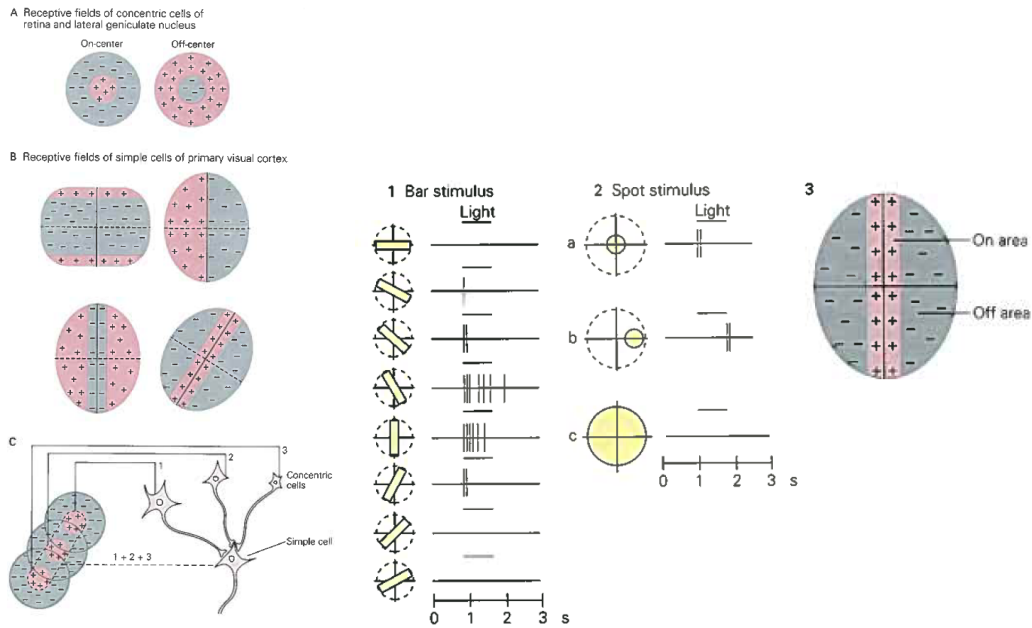 A Receptive fields of concentric cells of
retina and lateral geniculate nucleus
On-center Off-center
B Receptive fields of simple cells of primary visual cortex
C
1
2
3
Concentric
cells
Simple cell
1 + 2 + 3
1 Bar stimulus
Light
0 1 2 3 s
2 Spot stimulus
Light
a
b
c
0 1 2 3 s
3
On area
Off area